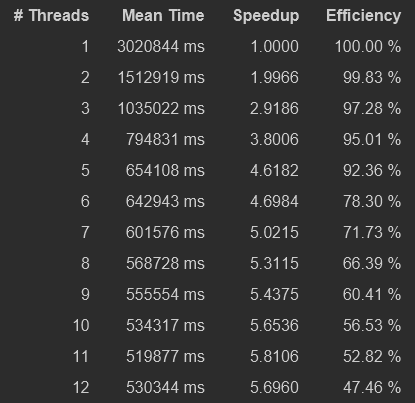 # Threads Mean Time Speedup Efficiency
1 3020844 ms 1.0000 100.00 %
2 1512919 ms 1.9966 99.83 %
3 1035022 ms 2.9186 97.28 %
4 794831 ms 3.8006 95.01 %
5 654108 ms 4.6182 92.36 %
6 642943 ms 4.6984 78.30 %
7 601576 ms 5.0215 71.73 %
8 568728 ms 5.3115 66.39 %
9 555554 ms 5.4375 60.41 %
10 534317 ms 5.6536 56.53 %
11 519877 ms 5.8106 52.82 %
12 530344 ms 5.6960 47.46 %